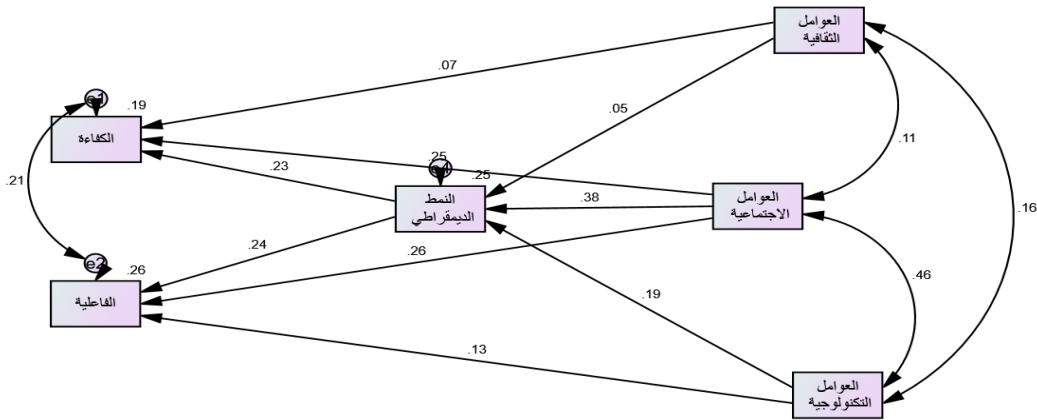 العوامل
الثقافية
.07
.05
e1
.19
الكفاءة
.11
.25
.25
.23
النمط
الديمقراطي
.38
العوامل
الاجتماعية
.21
.16
.24
.26
e2
.26
الفاعلية
.46
.19
.13
العوامل
التكنولوجية